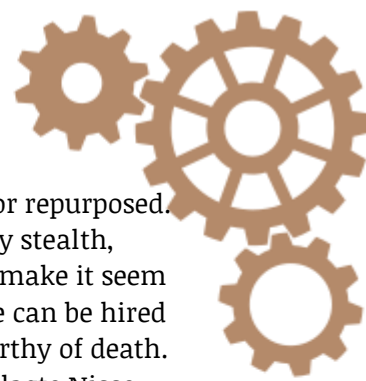 or repurposed.
y stealth,
make it seem
e can be hired
rthy of death.